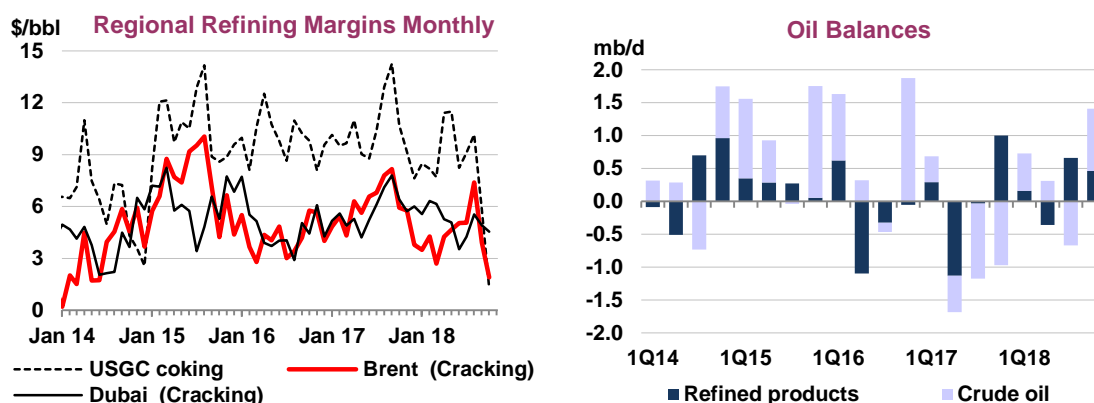 Regional Refining Margins Monthly
$/bbl
15
12
9
6
3
0
Jan 14 Jan 15 Jan 16 Jan 17 Jan 18
USGC coking Brent (Cracking)
Dubai (Cracking)
Oil Balances
mb/d
2.0
1.5
1.0
0.5
0.0
-0.5
-1.0
-1.5
-2.0
1Q14 1Q15 1Q16 1Q17 1Q18
Refined products Crude oil